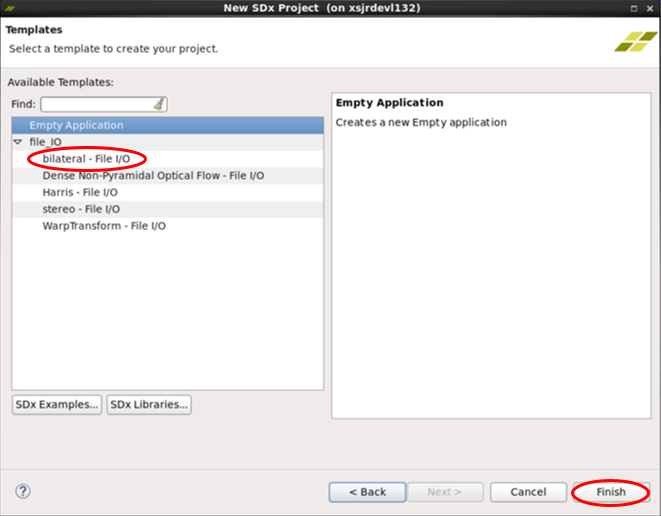 New SDx Project (on xsjrdevl132)
Templates
Select a template to create your project.
Available Templates:
Find:
Empty Application
file_IO
bilateral - File I/O
Dense Non-Pyramidal Optical Flow - File I/O
Harris - File I/O
stereo - File I/O
WarpTransform - File I/O
Empty Application
Creates a new Empty application
SDx Examples... SDx Libraries...
? < Back Next > Cancel Finish